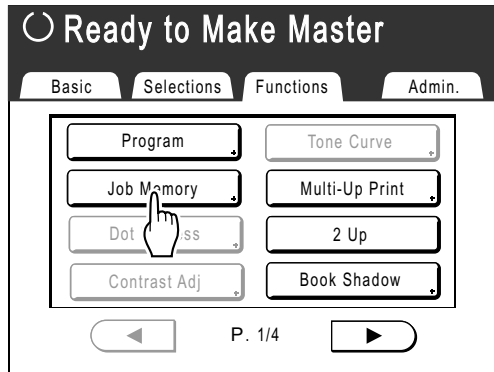 Ready to Make Master
Basic Selections Functions Admin.
Program Tone Curve
Job Memory Multi-Up Print
Dot ss 2 Up
Contrast Adj Book Shadow
P. 1/4